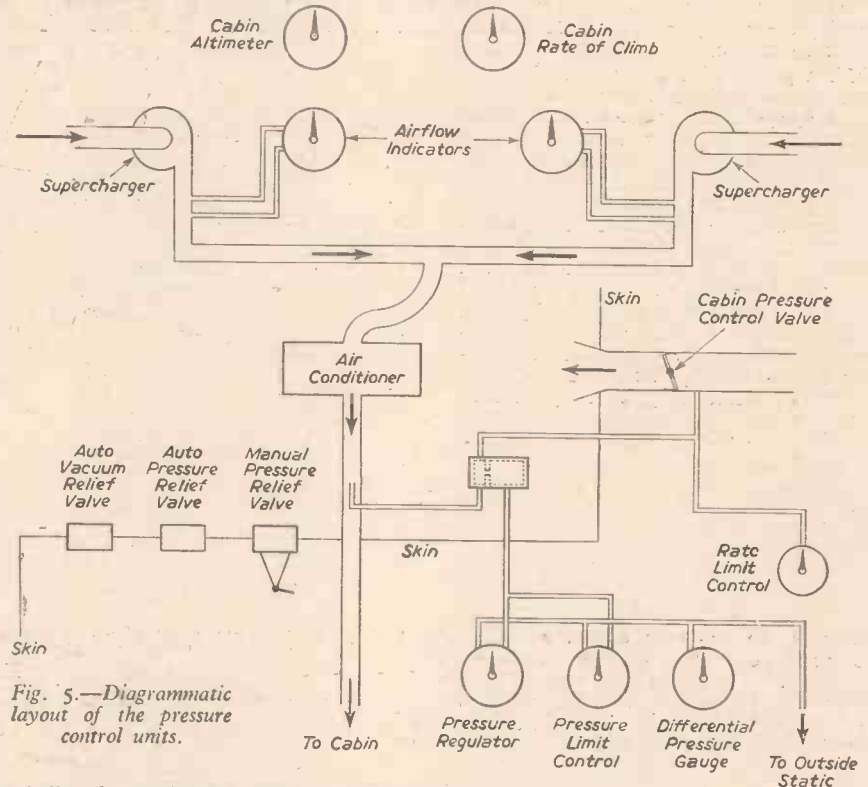 Cabin
Altimeter
Cabin
Rate of Climb
Airflow
Indicators
Supercharger
Supercharger
Skin
Cabin Pressure
Control Valve
Air
Conditioner
Auto
Vacuum
Relief
Valve
Auto
Pressure
Relief
Valve
Manual
Pressure
Relief
Valve
Skin
Rate
Limit
Control
Skin
Fig. 5.—Diagrammatic
layout of the pressure
control units.
To Cabin
Pressure
Regulator
Pressure
Limit
Control
Differential
Pressure
Gauge
To Outside
Static